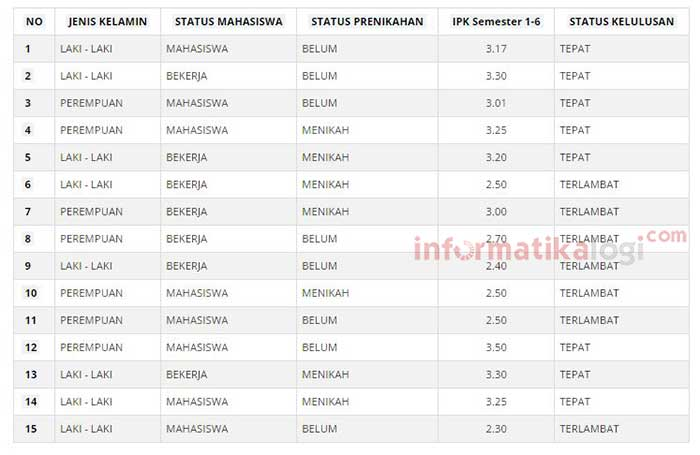 NO JENIS KELAMIN STATUS MAHASISWA STATUS PRENIKAHAN IPK Semester 1-6 STATUS KELULUSAN
1 LAKI - LAKI MAHASISWA BELUM 3.17 TEPAT
2 LAKI - LAKI BEKERJA BELUM 3.30 TEPAT
3 PEREMPUAN MAHASISWA BELUM 3.01 TEPAT
4 PEREMPUAN MAHASISWA MENIKAH 3.25 TEPAT
5 LAKI - LAKI BEKERJA MENIKAH 3.20 TEPAT
6 LAKI - LAKI BEKERJA MENIKAH 2.50 TERLAMBAT
7 PEREMPUAN BEKERJA MENIKAH 3.00 TERLAMBAT
8 PEREMPUAN BEKERJA BELUM 2.70 TERLAMBAT
informatikalogi.com
9 LAKI - LAKI BEKERJA BELUM 2.40 TERLAMBAT
10 PEREMPUAN MAHASISWA MENIKAH 2.50 TERLAMBAT
11 PEREMPUAN MAHASISWA BELUM 2.50 TERLAMBAT
12 PEREMPUAN MAHASISWA BELUM 3.50 TEPAT
13 LAKI - LAKI BEKERJA MENIKAH 3.30 TEPAT
14 LAKI - LAKI MAHASISWA MENIKAH 3.25 TEPAT
15 LAKI - LAKI MAHASISWA BELUM 2.30 TERLAMBAT